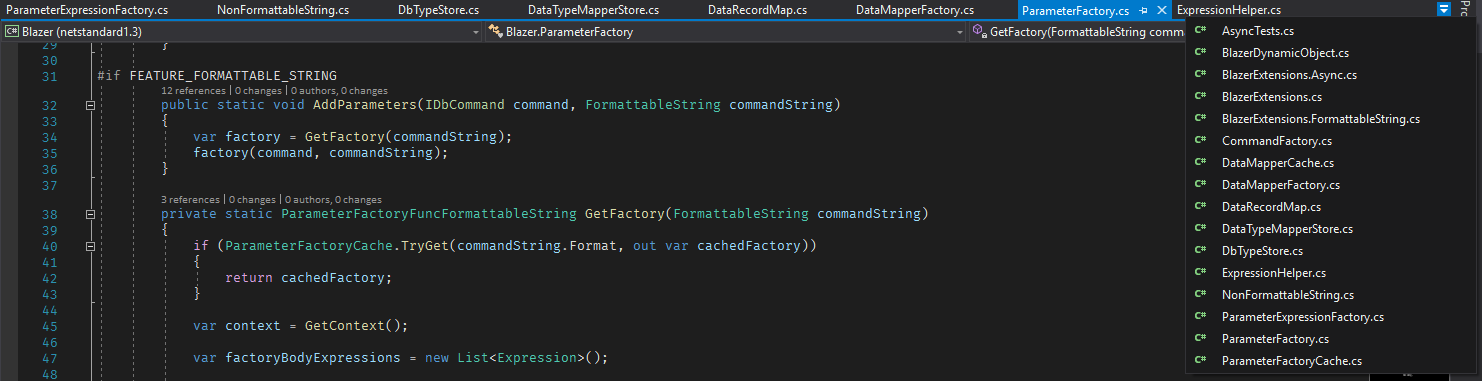 ParameterExpressionFactory.cs NonFormattableString.cs DbTypeStore.cs DataTypeMapperStore.cs DataRecordMap.cs DataMapperFactory.cs ParameterFactory.cs ExpressionHelper.cs
C# Blazer (netstandard1.3) Blazer.ParameterFactory GetFactory(FormattableString comm
29 }
30
31 #if FEATURE_FORMATTABLE_STRING
12 references | 0 changes | 0 authors, 0 changes
32 public static void AddParameters(IDbCommand command, FormattableString commandString)
33 {
34 var factory = GetFactory(commandString);
35 factory(command, commandString);
36 }
37
3 references | 0 changes | 0 authors, 0 changes
38 private static ParameterFactoryFuncFormattableString GetFactory(FormattableString commandString)
39 {
40 if (ParameterFactoryCache.TryGet(commandString.Format, out var cachedFactory))
41 {
42 return cachedFactory;
43 }
44
45 var context = GetContext();
46
47 var factoryBodyExpressions = new List<Expression>();
48
C# AsyncTests.cs
C# BlazerDynamicObject.cs
C# BlazerExtensions.Async.cs
C# BlazerExtensions.cs
C# BlazerExtensions.FormattableString.cs
C# CommandFactory.cs
C# DataMapperCache.cs
C# DataMapperFactory.cs
C# DataRecordMap.cs
C# DataTypeMapperStore.cs
C# DbTypeStore.cs
C# ExpressionHelper.cs
C# NonFormattableString.cs
C# ParameterExpressionFactory.cs
C# ParameterFactory.cs
C# ParameterFactoryCache.cs